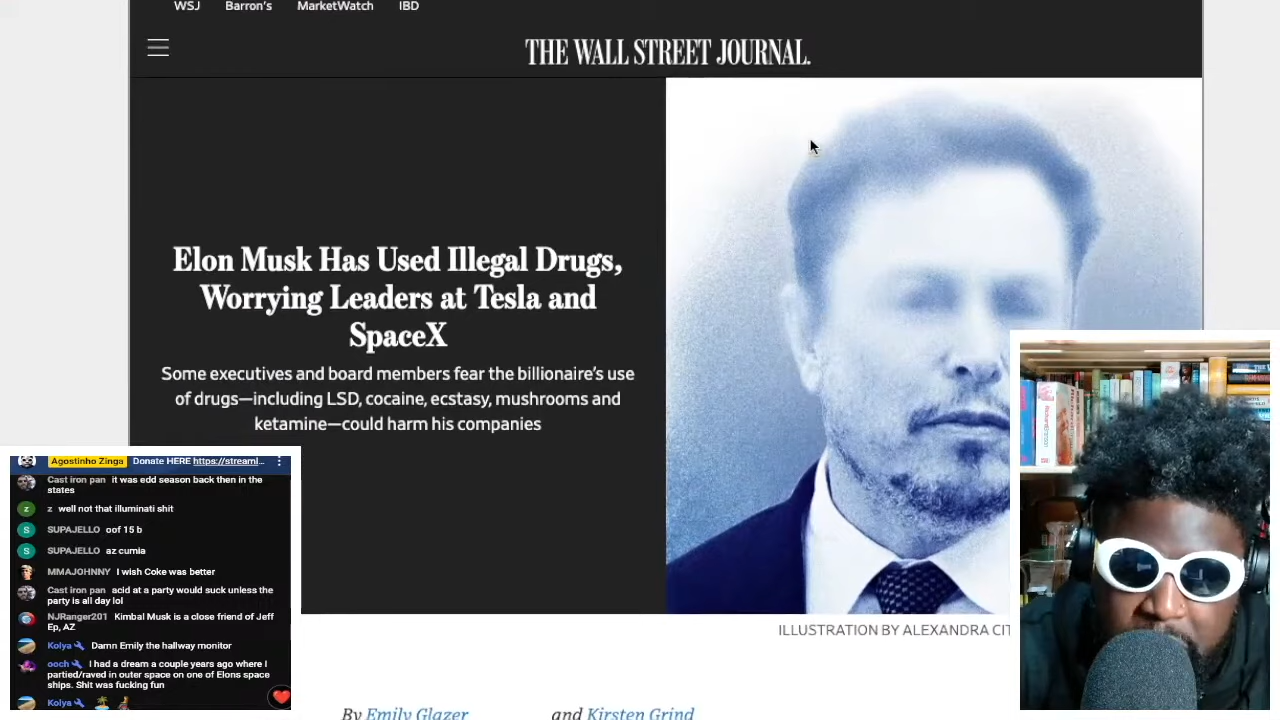 WSJ Barron's MarketWatch IBD
THE WALL STREET JOURNAL.
Elon Musk Has Used Illegal Drugs,
Worrying Leaders at Tesla and
SpaceX
Some executives and board members fear the billionaire's use
of drugs—including LSD, cocaine, ecstasy, mushrooms and
ketamine—could harm his companies
ILLUSTRATION BY ALEXANDRA CIT
By Emily Glazer and Kirsten Grind
Agostinho Zinga Donate HERE https://streaml...
Cast iron pan it was edd season back then in the
states
z z well not that illuminati shit
S SUPAJELLO oof 15 b
S SUPAJELLO az cumia
MMAJOHNNY I wish Coke was better
Cast iron pan acid at a party would suck unless the
party is all day lol
NJRanger201 Kimbal Musk is a close friend of Jeff
Ep, AZ
Kolya Damn Emily the hallway monitor
ooch I had a dream a couple years ago where I
partied/raved in outer space on one of Elons space
ships. Shit was fucking fun
Kolya